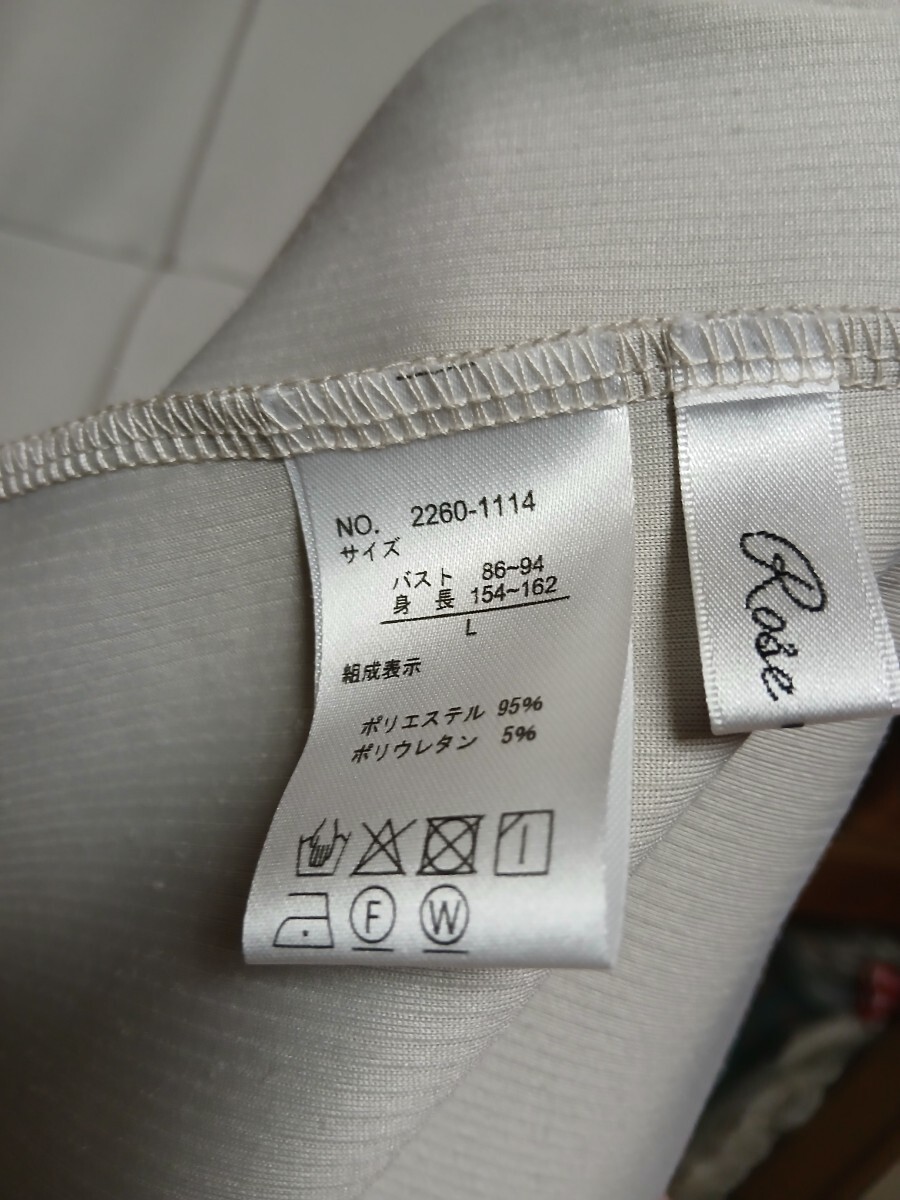 NO. 2260-1114
サイズ
バスト 86~94
身 長 154~162
L
組成表示
ポリエステル 95%
ポリウレタン 5%
F W
Rose